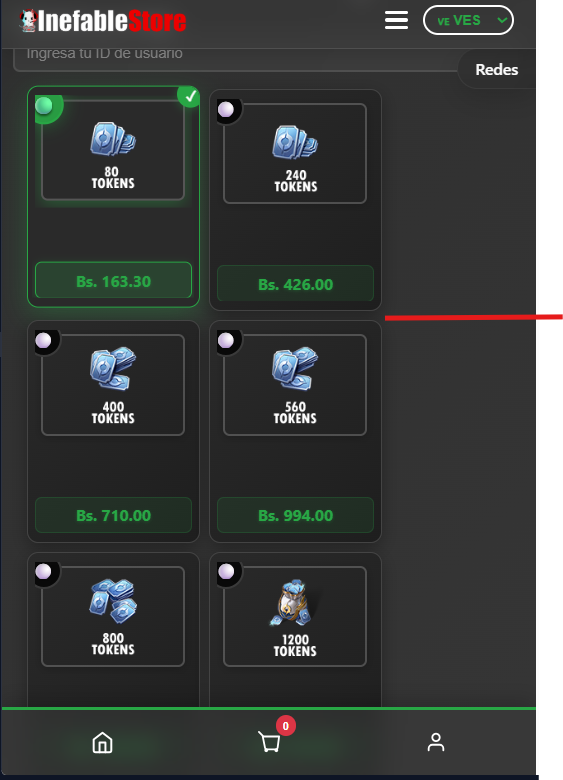 InefableStore
VE VES
Ingresa tu ID de usuario
Redes
80
TOKENS
Bs. 163.30
240
TOKENS
Bs. 426.00
400
TOKENS
Bs. 710.00
560
TOKENS
Bs. 994.00
800
TOKENS
1200
TOKENS
0